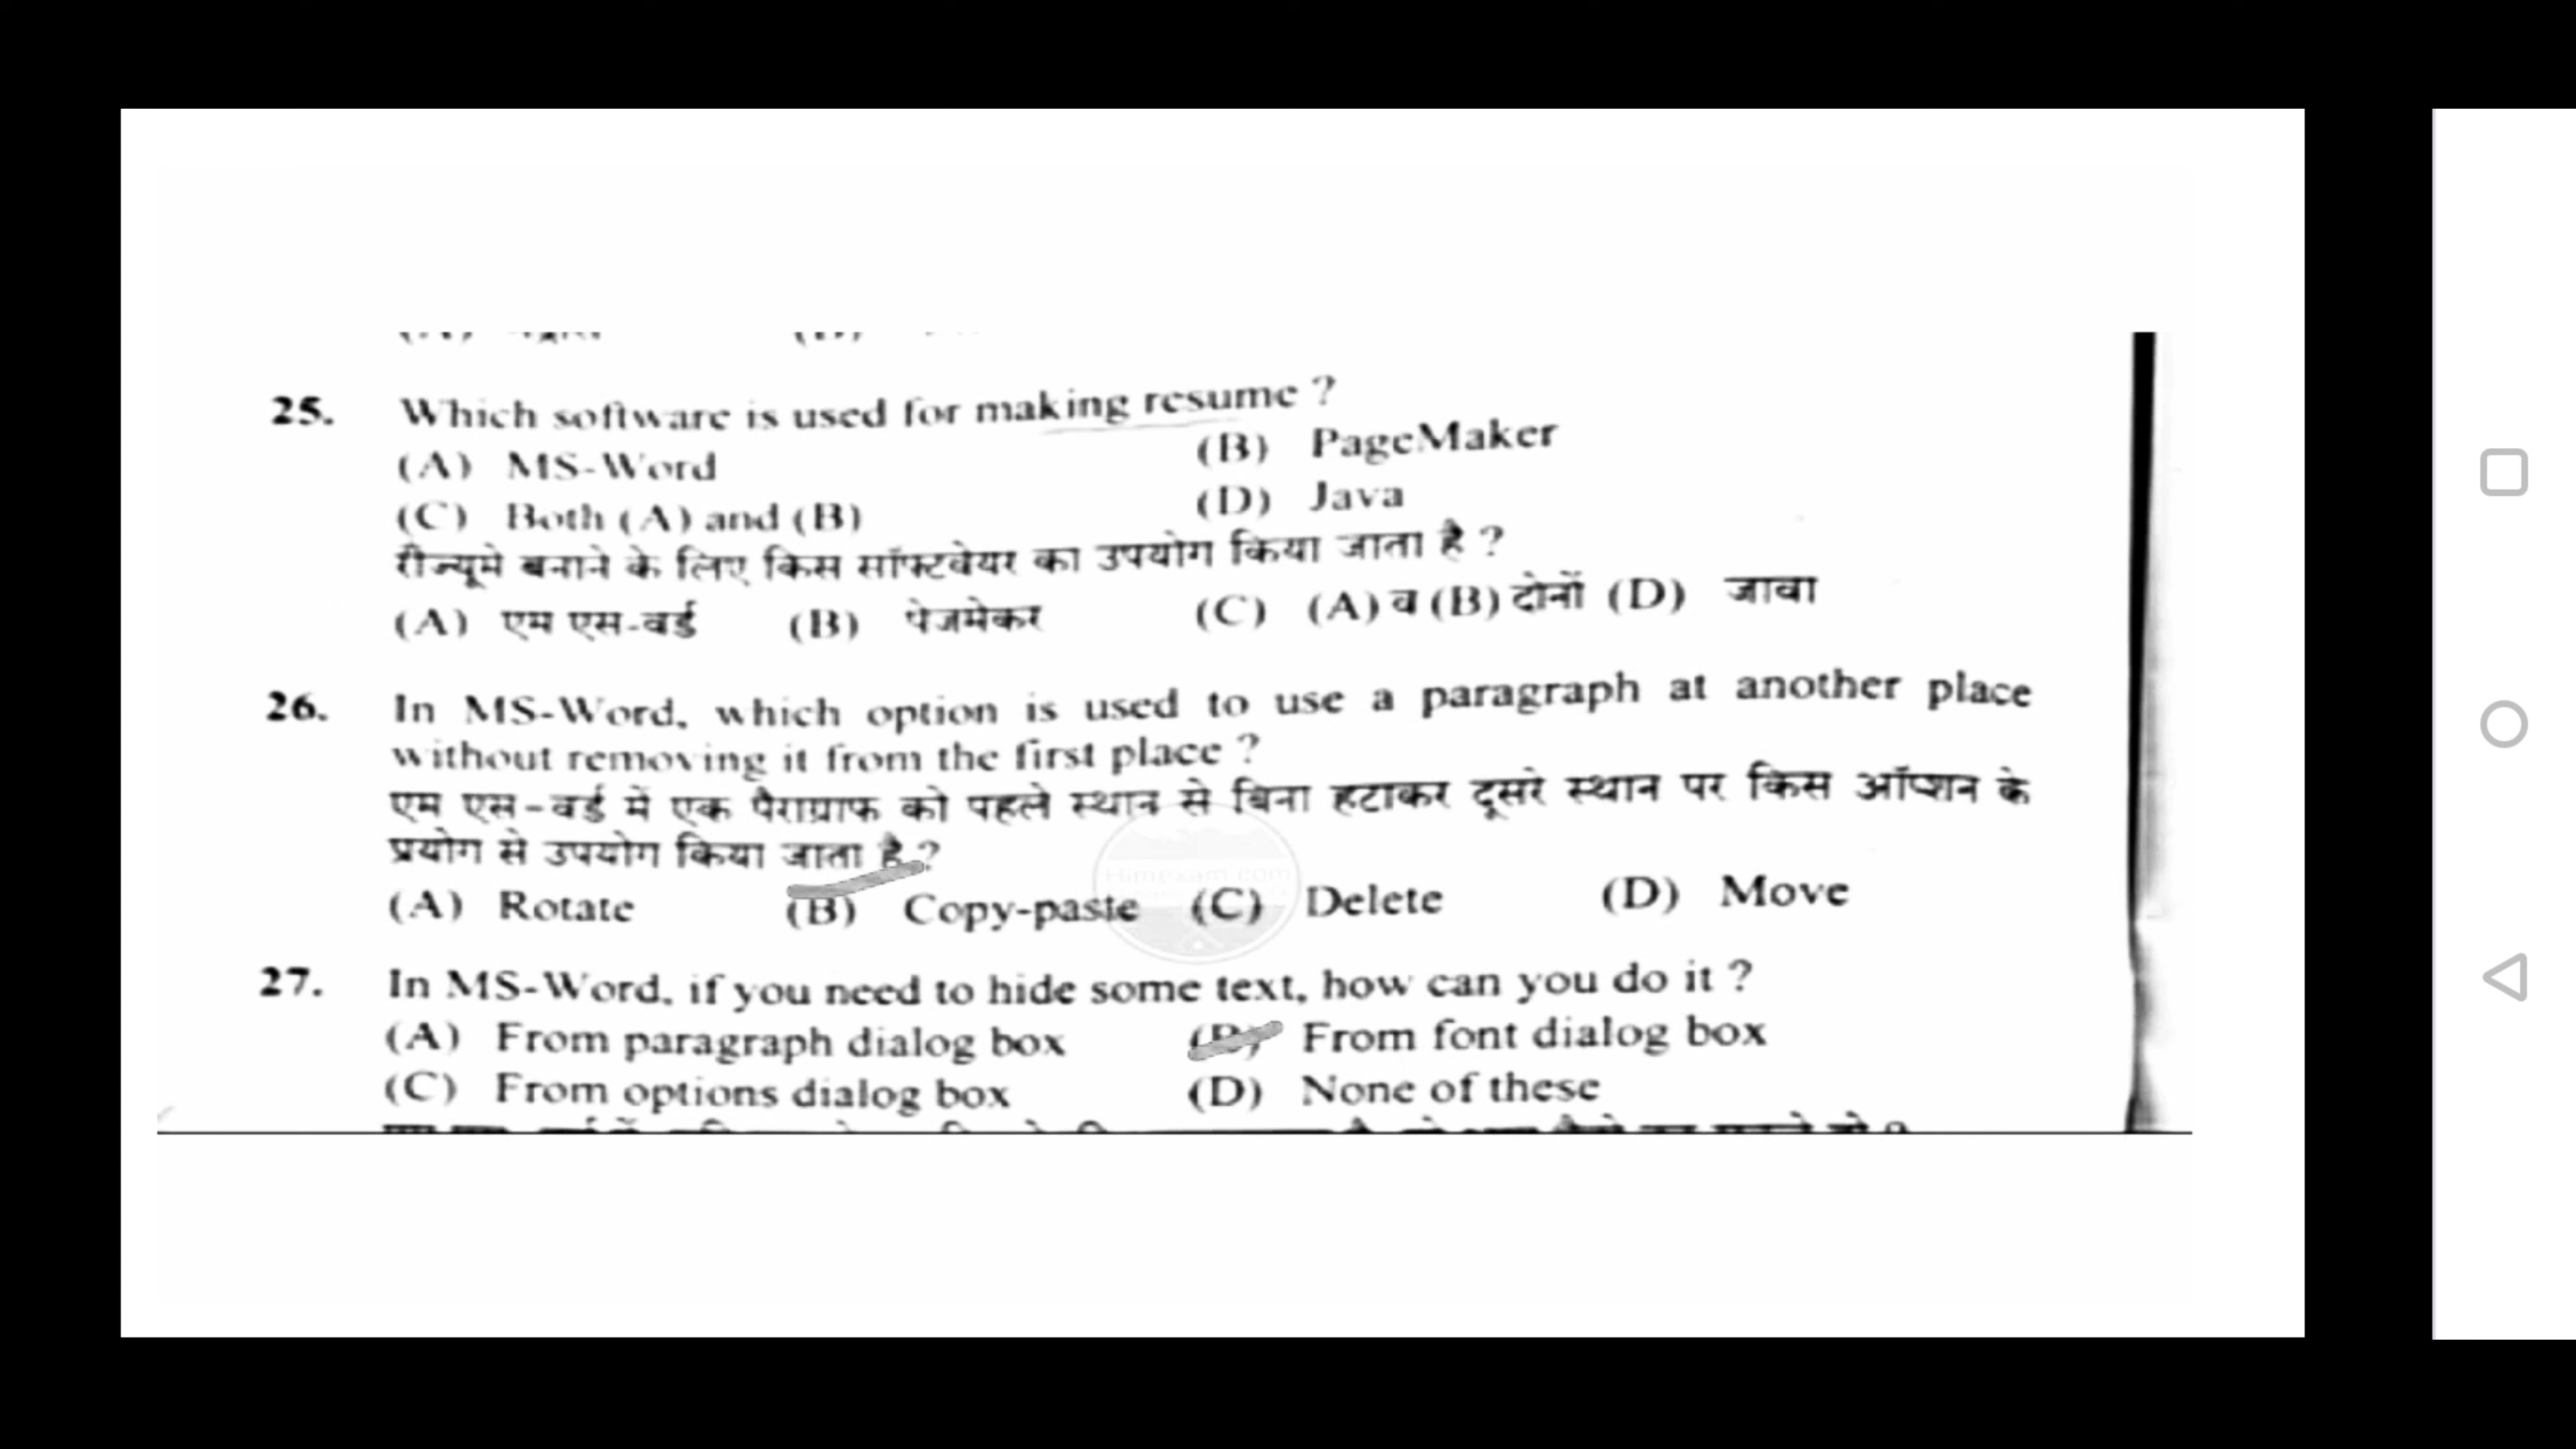 25. Which software is used for making resume ?
(A) MS-Word (B) PageMaker
(C) Both (A) and (B) (D) Java
रीज्यूमे बनाने के लिए किस सॉफ्टवेयर का उपयोग किया जाता है ?
(A) एम एस-वर्ड (B) पेजमेकर (C) (A) व (B) दोनों (D) जावा
26. In MS-Word, which option is used to use a paragraph at another place
without removing it from the first place ?
एम एस-वर्ड में एक पैराग्राफ को पहले स्थान से बिना हटाकर दूसरे स्थान पर किस ऑप्शन के
प्रयोग से उपयोग किया जाता है ?
Himexam.com
(A) Rotate (B) Copy-paste (C) Delete (D) Move
27. In MS-Word, if you need to hide some text, how can you do it ?
(A) From paragraph dialog box (B) From font dialog box
(C) From options dialog box (D) None of these